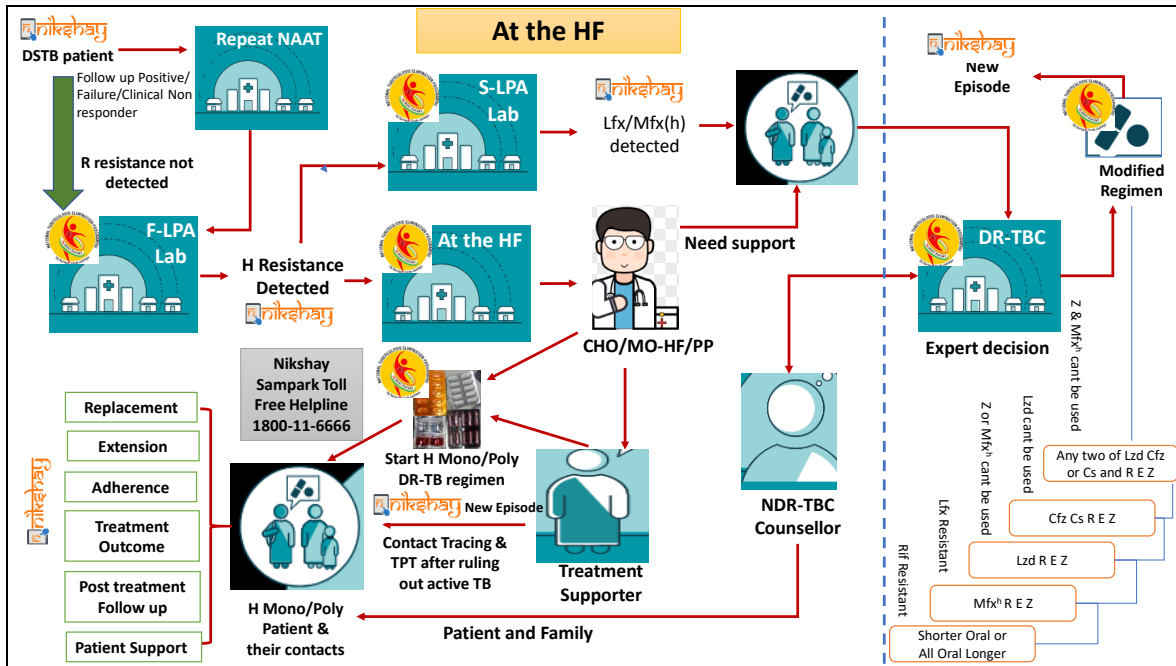 At the HF
nikshay
DSTB patient
Follow up Positive/
Failure/Clinical Non
responder
R resistance not
detected
Repeat NAAT
F-LPA
Lab
H Resistance
Detected
nikshay
S-LPA
Lab
nikshay
Lfx/Mfx(h)
detected
At the HF
CHO/MO-HF/PP
Need support
Nikshay
Sampark Toll
Free Helpline
1800-11-6666
Start H Mono/Poly
DR-TB regimen
nikshay New Episode
Contact Tracing &
TPT after ruling
out active TB
Treatment
Supporter
NDR-TBC
Counsellor
H Mono/Poly
Patient &
their contacts
Patient and Family
Replacement
Extension
Adherence
Treatment
Outcome
Post treatment
Follow up
Patient Support
nikshay
nikshay
New
Episode
Modified
Regimen
DR-TBC
Expert decision
Z & Mfxʰ cant be used
Lzd cant be used
Z or Mfxʰ cant be used
Lfx Resistant
Rif Resistant
Any two of Lzd Cfz
or Cs and R E Z
Cfz Cs R E Z
Lzd R E Z
Mfxʰ R E Z
Shorter Oral or
All Oral Longer